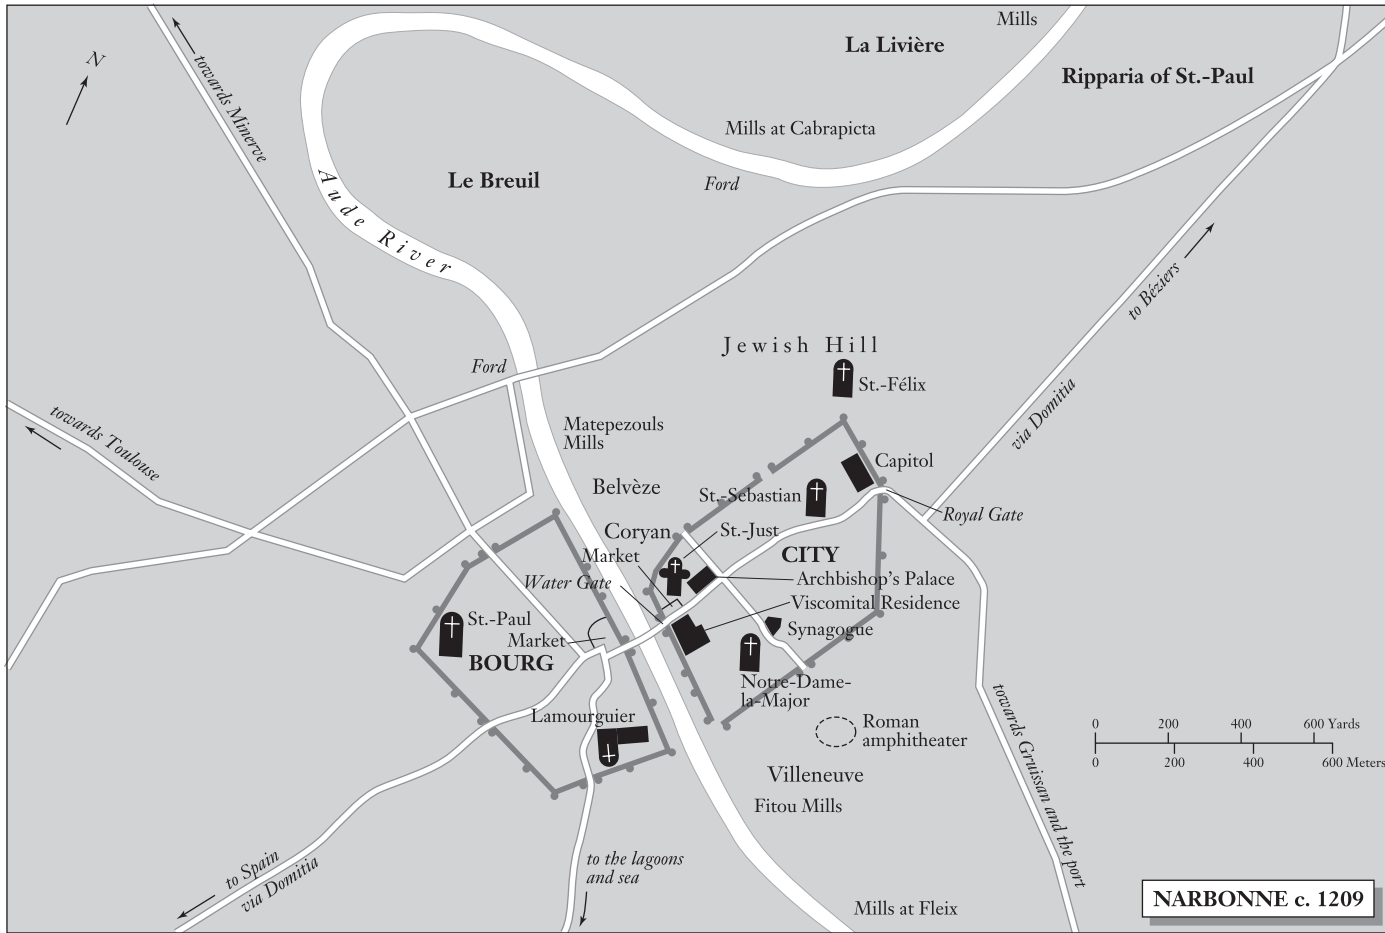 Mills
La Livière
N
Ripparia of St.-Paul
towards Minerve
Mills at Cabrapicta
Le Breuil
Ford
Aude River
to Béziers
Jewish Hill
Ford
St.-Félix
via Domitia
towards Toulouse
Matepezouls
Mills
Capitol
Belvèze
St.-Sebastian
Royal Gate
Coryan
St.-Just
Market
CITY
Water Gate
Archbishop's Palace
Viscomital Residence
St.-Paul
Synagogue
Market
BOURG
Notre-Dame-
la-Major
Lamourguier
Roman
amphitheater
0 200 400 600 Yards
0 200 400 600 Meters
Villeneuve
Fitou Mills
towards Gruissan and the port
to Spain
via Domitia
to the lagoons
and sea
Mills at Fleix
NARBONNE c. 1209